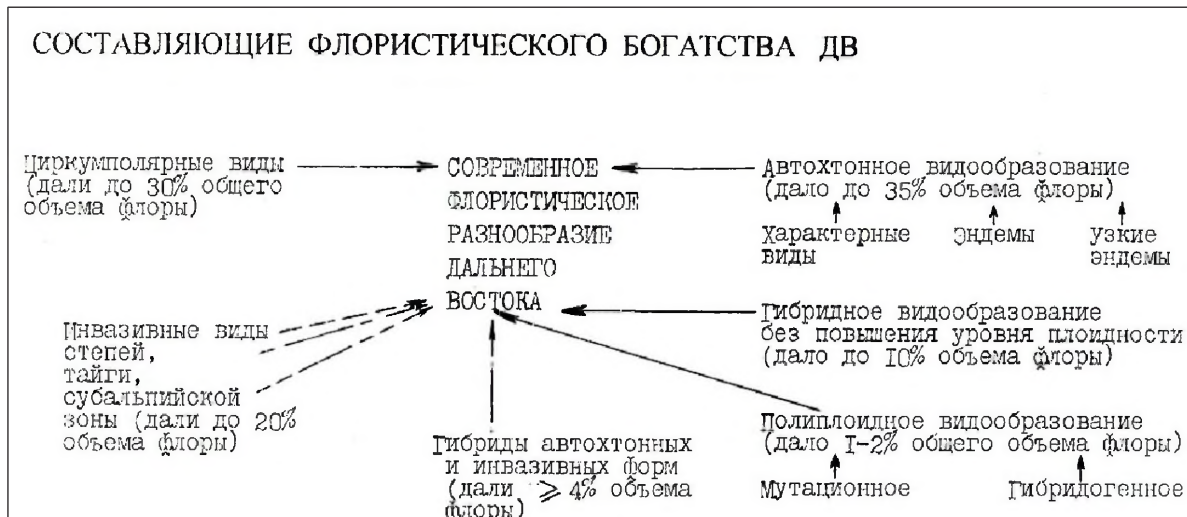 СОСТАВЛЯЮЩИЕ ФЛОРИСТИЧЕСКОГО БОГАТСТВА ДВ
Циркумполярные виды
(дали до 30% общего
объема флоры)
СОВРЕМЕННОЕ
ФЛОРИСТИЧЕСКОЕ
РАЗНООБРАЗИЕ
ДАЛЬНЕГО
ВОСТОКА
Автохтонное видообразование
(дало до 35% объема флоры)
Характерные
виды
эндемы
узкие
эндемы
Инвазивные виды
степей,
тайги,
субальпийской
зоны (дали до 20%
объема флоры)
Гибриды автохтонных
и инвазивных форм
(дали ⩾ 4% объема
флоры)
Гибридное видообразование
без повышения уровня плоидности
(дало до 10% объема флоры)
Полиплоидное видообразование
(дало I-2% общего объема флоры)
Мутационное
Гибридогенное